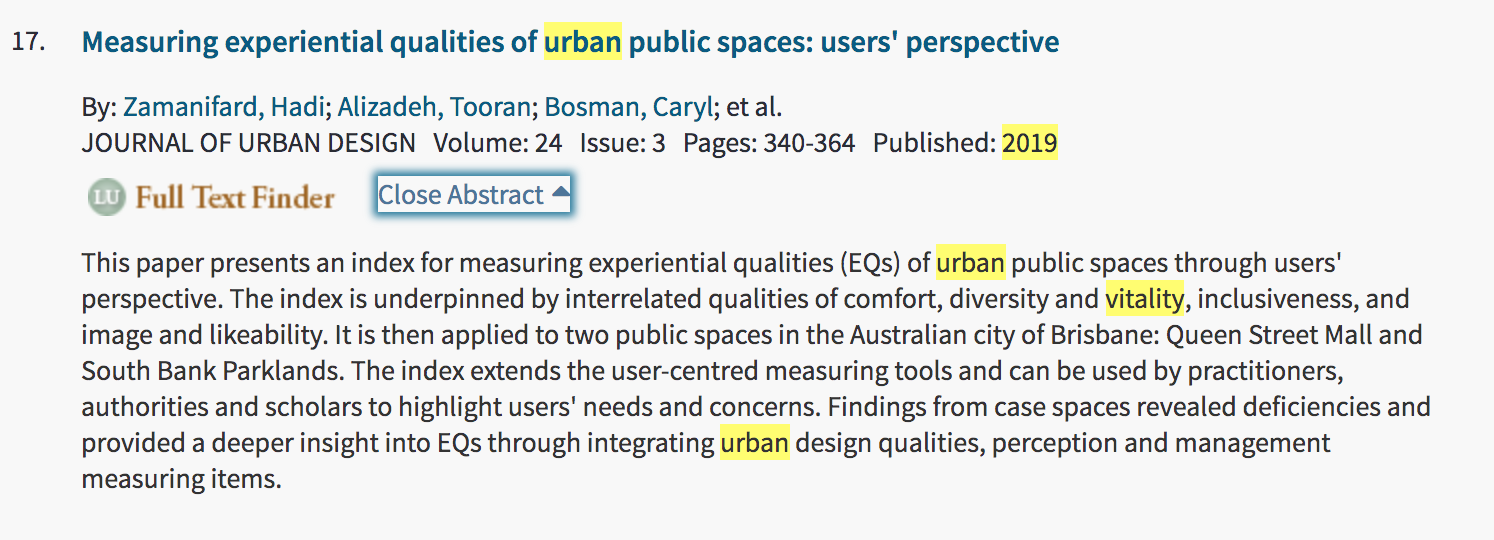 17. Measuring experiential qualities of urban public spaces: users' perspective
By: Zamanifard, Hadi; Alizadeh, Tooran; Bosman, Caryl; et al.
JOURNAL OF URBAN DESIGN Volume: 24 Issue: 3 Pages: 340-364 Published: 2019
LU Full Text Finder Close Abstract
This paper presents an index for measuring experiential qualities (EQs) of urban public spaces through users'
perspective. The index is underpinned by interrelated qualities of comfort, diversity and vitality, inclusiveness, and
image and likeability. It is then applied to two public spaces in the Australian city of Brisbane: Queen Street Mall and
South Bank Parklands. The index extends the user-centred measuring tools and can be used by practitioners,
authorities and scholars to highlight users' needs and concerns. Findings from case spaces revealed deficiencies and
provided a deeper insight into EQs through integrating urban design qualities, perception and management
measuring items.